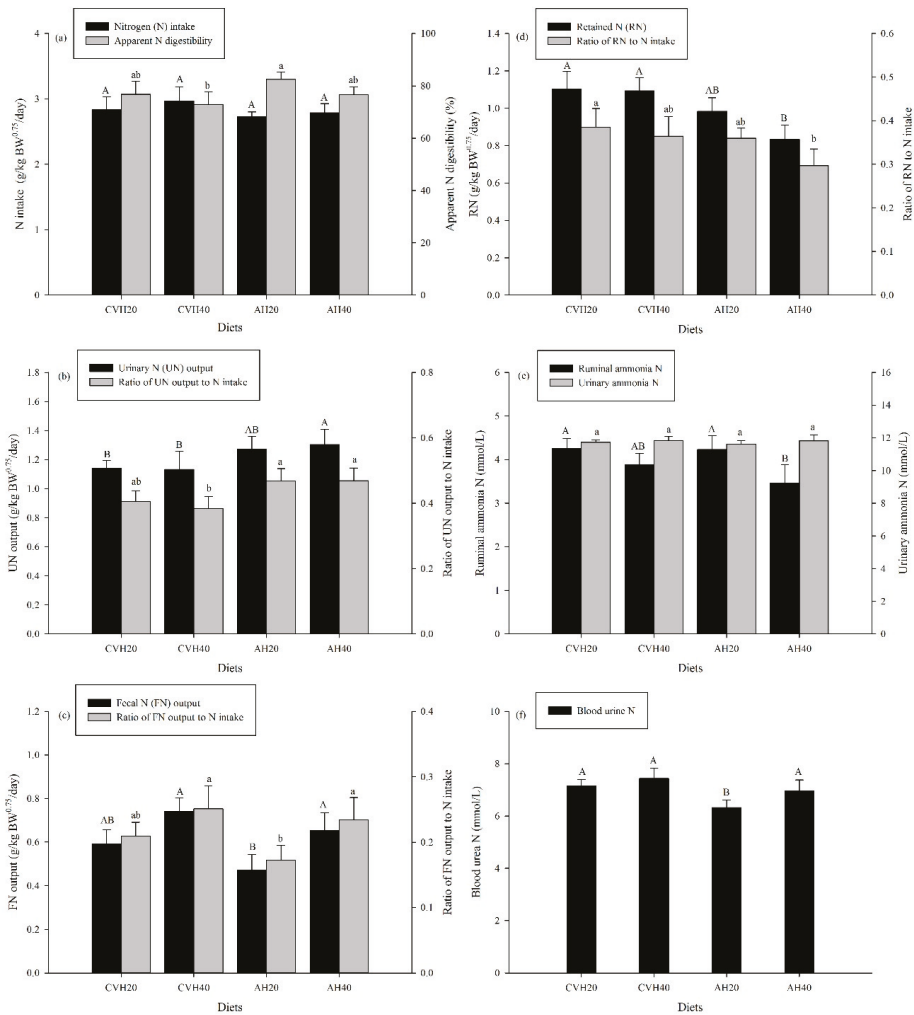 (a)
Nitrogen (N) intake
Apparent N digestibility
4
3
2
1
0
N intake (g/kg BW^0.75/day)
100
80
60
40
20
0
Apparent N digestibility (%)
A ab A b A a A ab
CVH20 CVH40 AH20 AH40
Diets
(d)
Retained N (RN)
Ratio of RN to N intake
1.4
1.2
1.0
0.8
0.6
0.4
0.2
0.0
RN (g/kg BW^0.75/day)
0.6
0.5
0.4
0.3
0.2
0.1
0.0
Ratio of RN to N intake
A a A ab AB ab B b
CVH20 CVH40 AH20 AH40
Diets
(b)
Urinary N (UN) output
Ratio of UN output to N intake
1.8
1.6
1.4
1.2
1.0
0.8
0.6
0.4
0.2
0.0
UN output (g/kg BW^0.75/day)
0.8
0.6
0.4
0.2
0.0
Ratio of UN output to N intake
B ab B b AB a A a
CVH20 CVH40 AH20 AH40
Diets
(e)
Ruminal ammonia N
Urinary ammonia N
6
5
4
4
2
1
0
Ruminal ammonia N (mmol/L)
16
14
12
10
8
6
4
2
0
Urinary ammonia N (mmol/L)
A a AB a A a B a
CVH20 CVH40 AH20 AH40
Diets
(c)
Fecal N (FN) output
Ratio of FN output to N intake
1.2
1.0
0.8
0.6
0.4
0.2
0.0
FN output (g/kg BW^0.75/day)
0.4
0.3
0.2
0.1
0.0
Ratio of FN output to N intake
AB ab A a B b A a
CVH20 CVH40 AH20 AH40
Diets
(f)
Blood urine N
10
8
6
4
2
0
Blood urea N (mmol/L)
A A B A
CVH20 CVH40 AH20 AH40
Diets